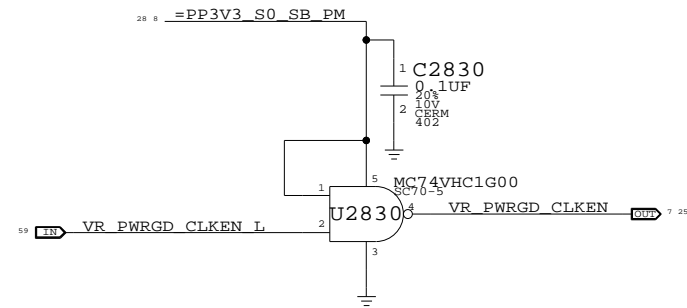 28 8 =PP3V3_S0_SB_PM
1 C2830
0.1UF
20%
10V
2 CERM
402
5 MC74VHC1G00
SC70-5
1
U2830 4 VR_PWRGD_CLKEN OUT 7 25
59 IN VR_PWRGD_CLKEN_L 2
3